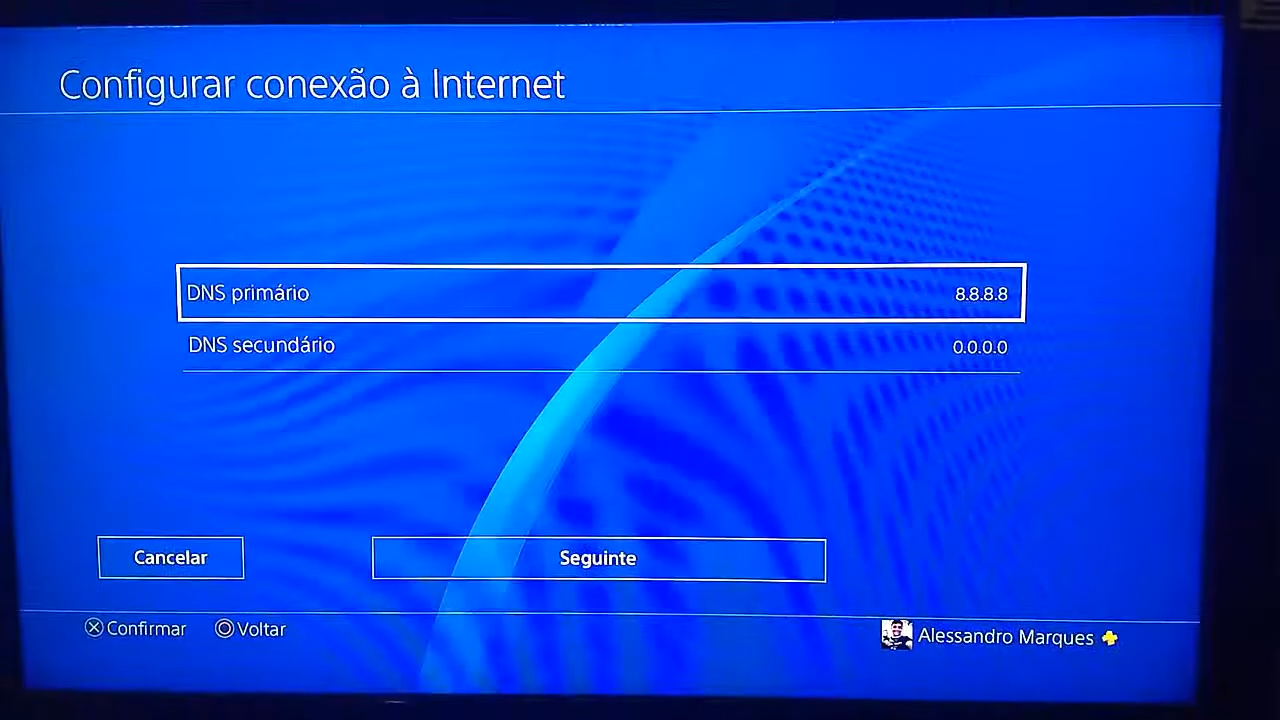 Configurar conexão à Internet
DNS primário 8.8.8.8
DNS secundário 0.0.0.0
Cancelar Seguinte
Confirmar Voltar Alessandro Marques